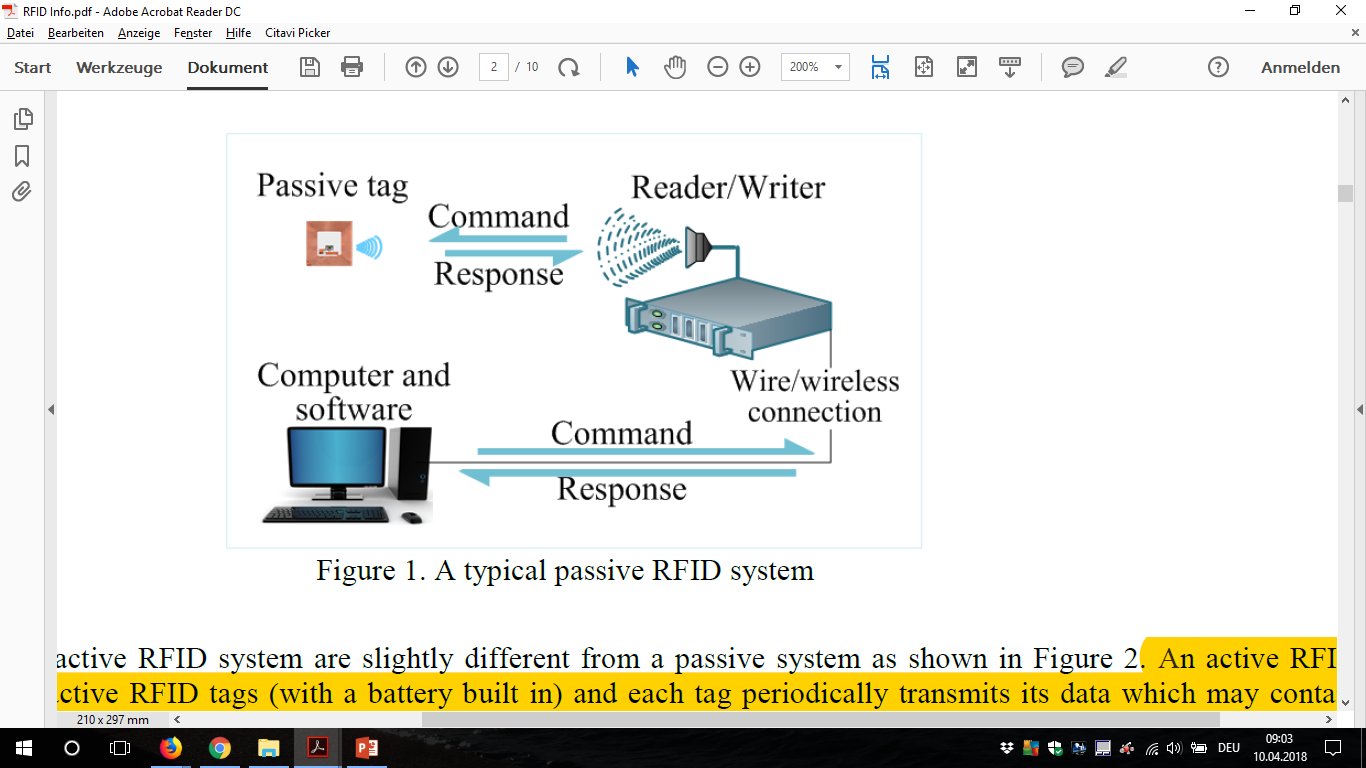 RFID Info.pdf - Adobe Acrobat Reader DC
Datei Bearbeiten Anzeige Fenster Hilfe Citavi Picker
Start Werkzeuge Dokument 2 / 10 200% Anmelden
Passive tag
Reader/Writer
Command
Response
Computer and
software
Wire/wireless
connection
Command
Response
Figure 1. A typical passive RFID system
active RFID system are slightly different from a passive system as shown in Figure 2. An active RFI
active RFID tags (with a battery built in) and each tag periodically transmits its data which may conta
210 x 297 mm
DEU
09:03
10.04.2018